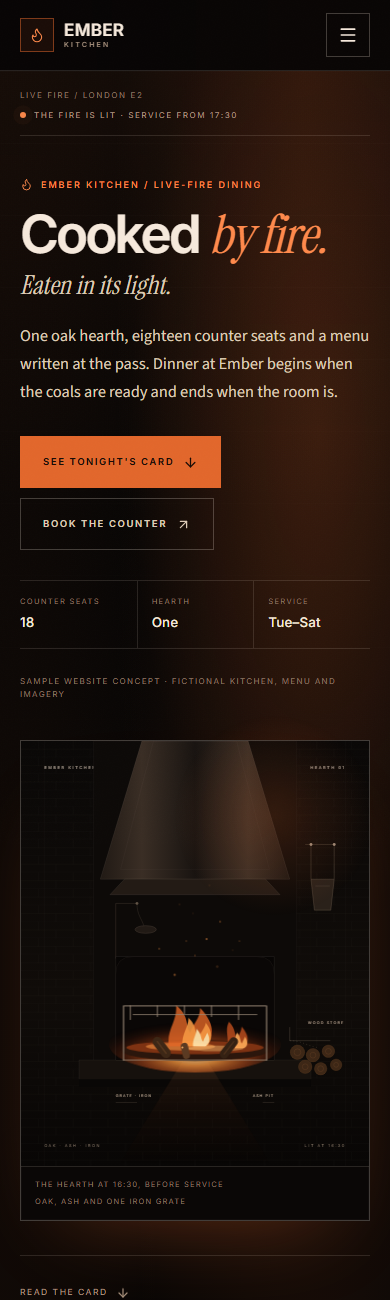 EMBER
KITCHEN
LIVE FIRE / LONDON E2
THE FIRE IS LIT · SERVICE FROM 17:30
EMBER KITCHEN / LIVE-FIRE DINING
Cooked by fire.
Eaten in its light.
One oak hearth, eighteen counter seats and a menu
written at the pass. Dinner at Ember begins when
the coals are ready and ends when the room is.
SEE TONIGHT'S CARD
BOOK THE COUNTER
COUNTER SEATS HEARTH SERVICE
18 One Tue–Sat
SAMPLE WEBSITE CONCEPT · FICTIONAL KITCHEN, MENU AND
IMAGERY
EMBER KITCHEN HEARTH 01
WOOD STORE
GRATE · IRON ASH PIT
OAK · ASH · IRON LIT AT 16:30
THE HEARTH AT 16:30, BEFORE SERVICE
OAK, ASH AND ONE IRON GRATE
READ THE CARD